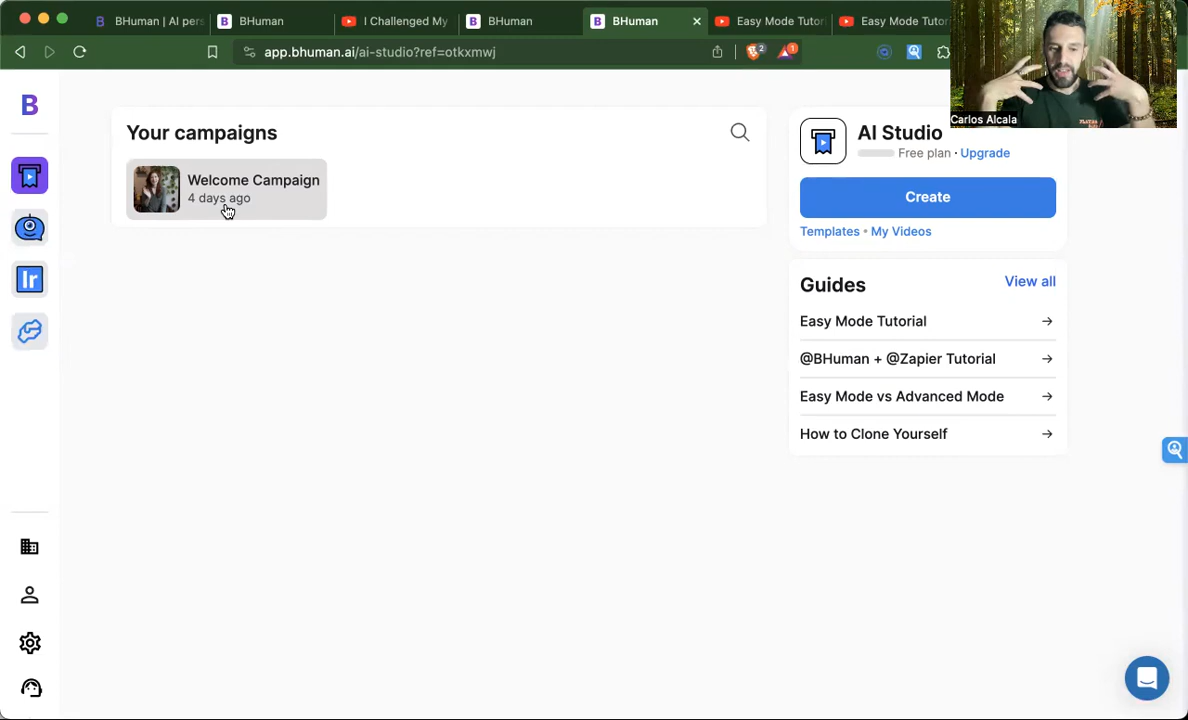 BHuman | AI pers
BHuman
I Challenged My
BHuman
BHuman
Easy Mode Tutor
Easy Mode Tutor
app.bhuman.ai/ai-studio?ref=otkxmwj
2
1
Carlos Alcala
B
Ir
Your campaigns
Welcome Campaign
4 days ago
AI Studio
Free plan · Upgrade
Create
Templates • My Videos
Guides
View all
Easy Mode Tutorial
@BHuman + @Zapier Tutorial
Easy Mode vs Advanced Mode
How to Clone Yourself